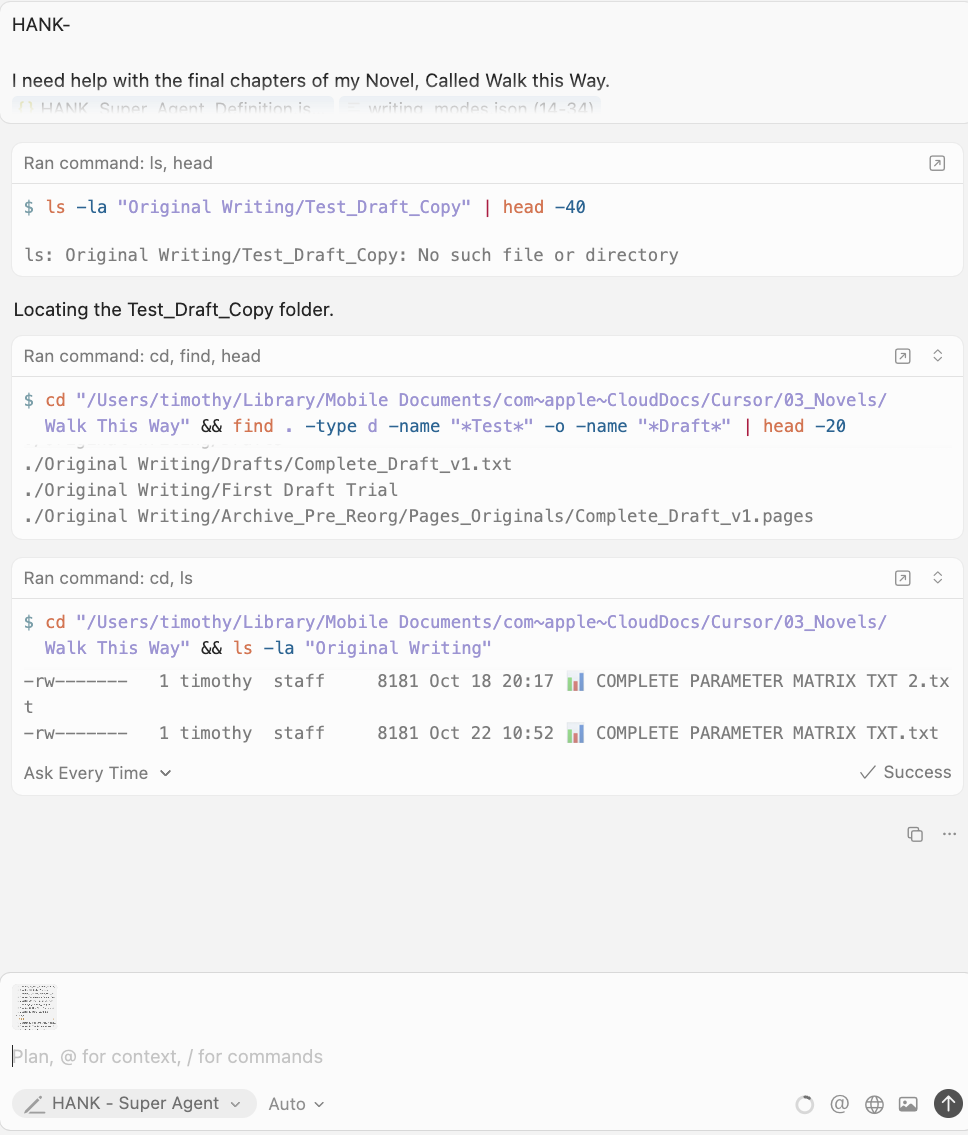 HANK-
I need help with the final chapters of my Novel, Called Walk this Way.
HANK_Super_Agent_Definition.js... writing_modes.json (14-34)
Ran command: ls, head
$ ls -la "Original Writing/Test_Draft_Copy" | head -40
ls: Original Writing/Test_Draft_Copy: No such file or directory
Locating the Test_Draft_Copy folder.
Ran command: cd, find, head
$ cd "/Users/timothy/Library/Mobile Documents/com~apple~CloudDocs/Cursor/03_Novels/
Walk This Way" && find . -type d -name "*Test*" -o -name "*Draft*" | head -20
./Original Writing/Drafts/Complete_Draft_v1.txt
./Original Writing/First Draft Trial
./Original Writing/Archive_Pre_Reorg/Pages_Originals/Complete_Draft_v1.pages
Ran command: cd, ls
$ cd "/Users/timothy/Library/Mobile Documents/com~apple~CloudDocs/Cursor/03_Novels/
Walk This Way" && ls -la "Original Writing"
-rw------- 1 timothy staff 8181 Oct 18 20:17 📊 COMPLETE PARAMETER MATRIX TXT 2.tx
t
-rw------- 1 timothy staff 8181 Oct 22 10:52 📊 COMPLETE PARAMETER MATRIX TXT.txt
Ask Every Time
Success
Plan, @ for context, / for commands
HANK - Super Agent
Auto